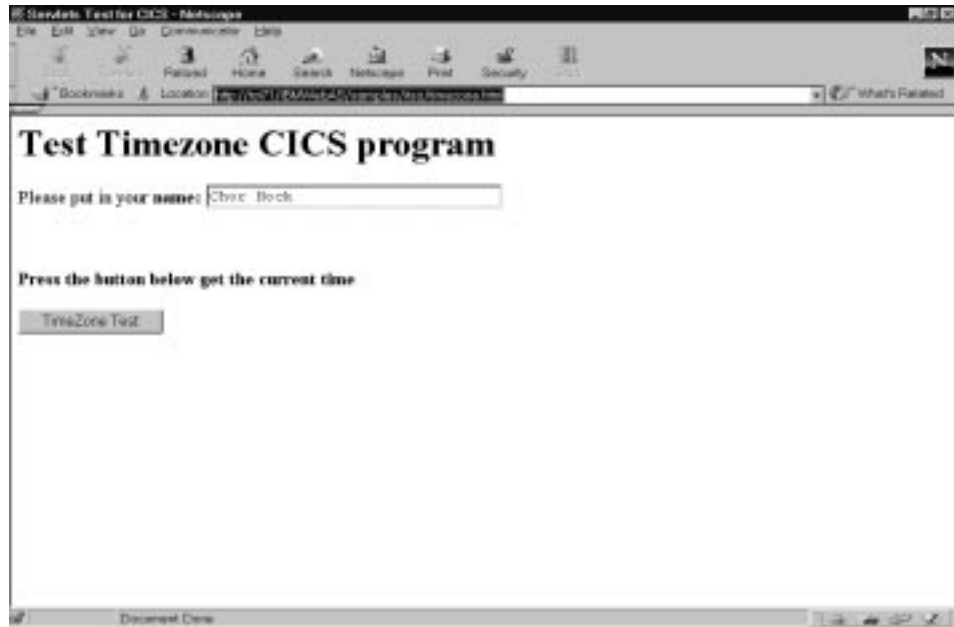 Servlets Test for CICS - Netscape
File Edit View Go Communicator Help
Reload Home Search Netscape Print Security
Bookmarks Location What's Related
N
Test Timezone CICS program
Please put in your name: Chor Hock
Press the button below get the current time
TimeZone Test
Document Done